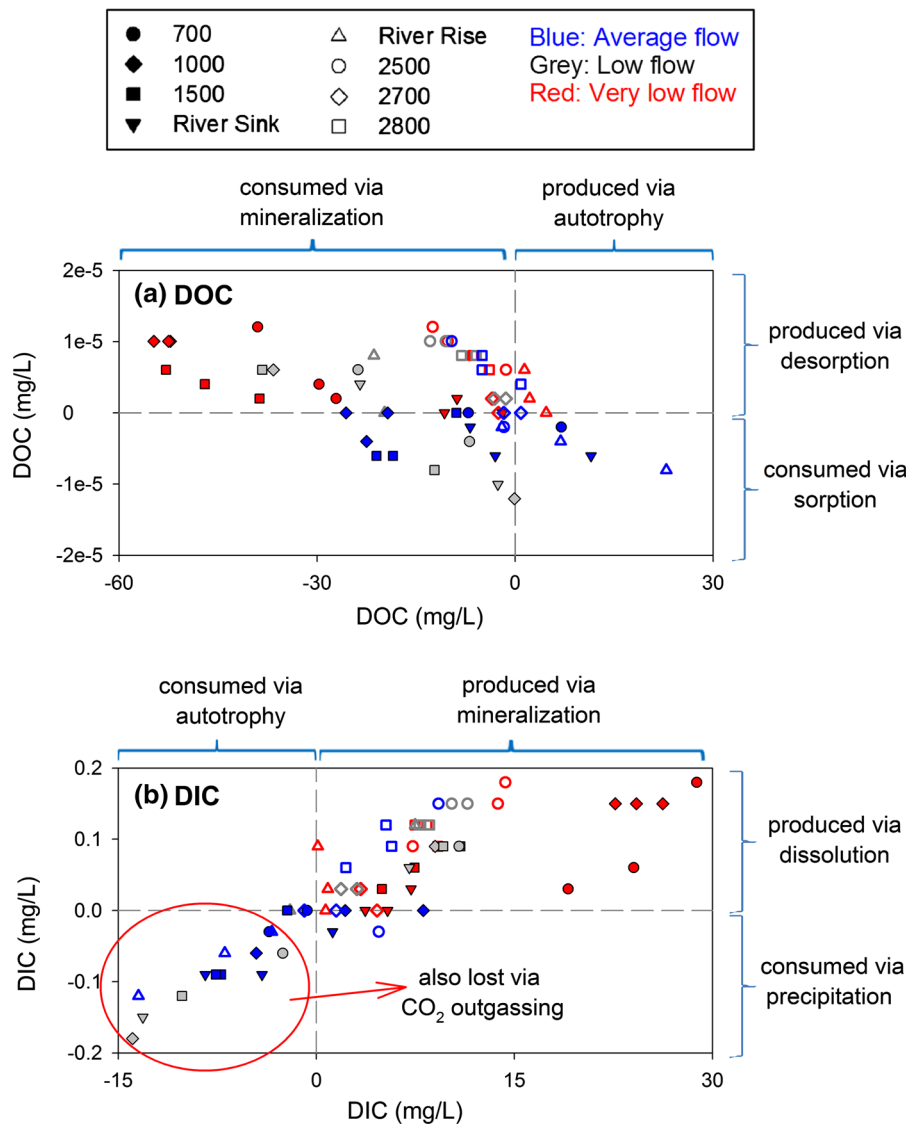 700
1000
1500
River Sink
River Rise
2500
2700
2800
Blue: Average flow
Grey: Low flow
Red: Very low flow
consumed via
mineralization
produced via
autotrophy
(a) DOC
2e-5
1e-5
0
-1e-5
-2e-5
DOC (mg/L)
-60
-30
0
30
DOC (mg/L)
produced via
desorption
consumed via
sorption
consumed via
autotrophy
produced via
mineralization
(b) DIC
0.2
0.1
0.0
-0.1
-0.2
DIC (mg/L)
also lost via
CO2 outgassing
-15
0
15
30
DIC (mg/L)
produced via
dissolution
consumed via
precipitation